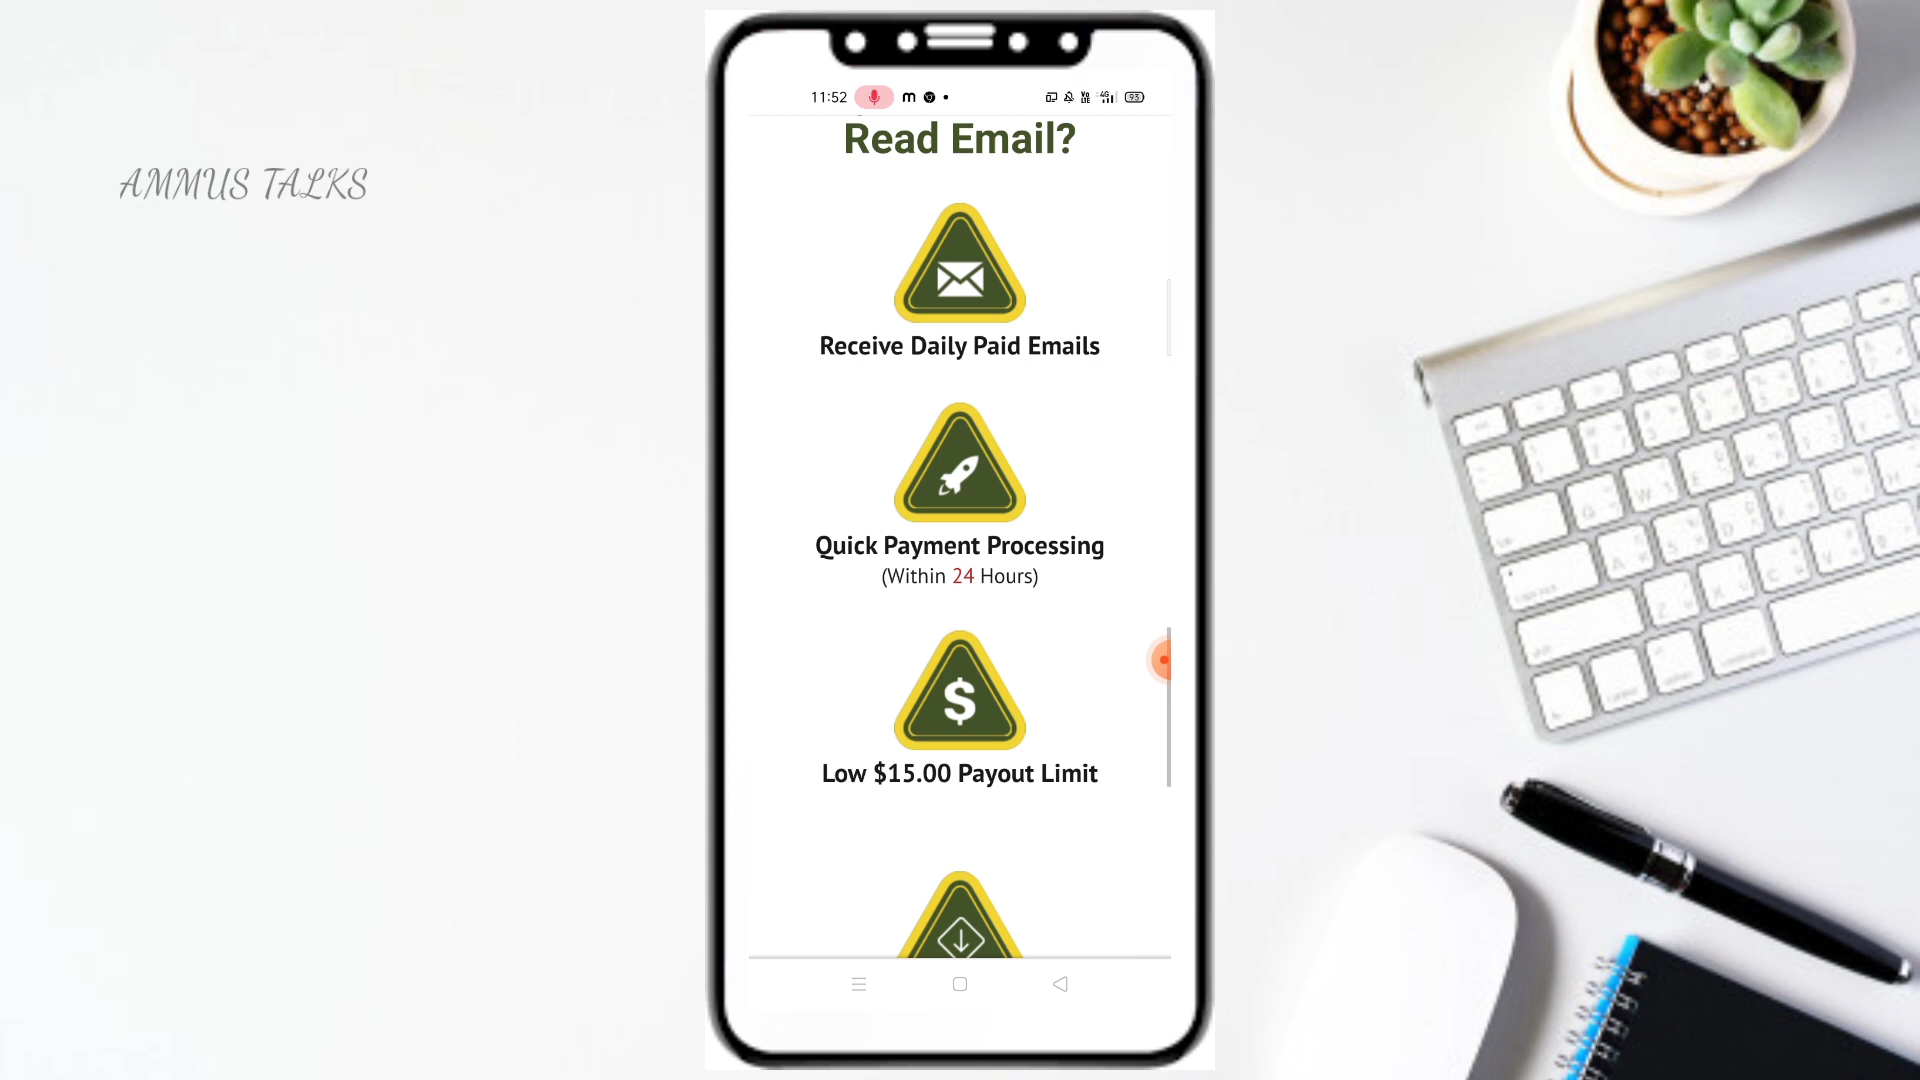 AMMUS TALKS
11:52
93
Read Email?
Receive Daily Paid Emails
Quick Payment Processing
(Within 24 Hours)
$
Low $15.00 Payout Limit